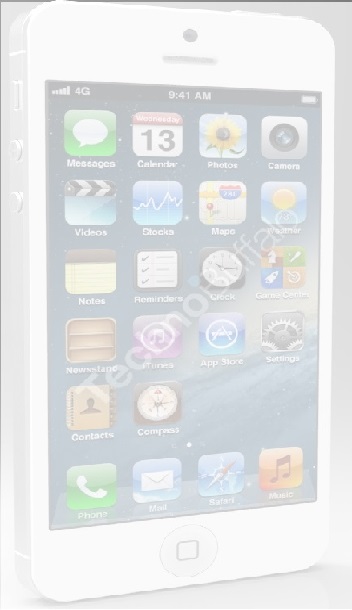 4G 9:41 AM
Wednesday
13
Messages Calendar Photos Camera
Videos Stocks Maps Weather
Notes Reminders Clock Game Center
Newsstand iTunes App Store Settings
Contacts Compass
Phone Mail Safari Music